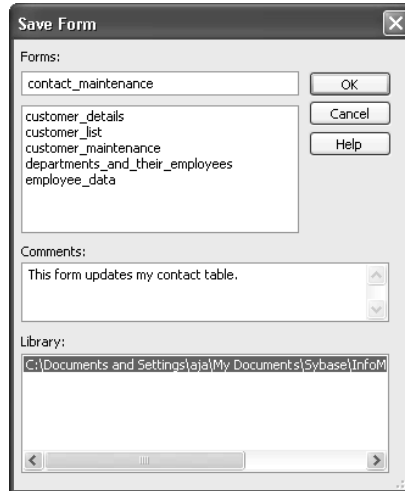 Save Form
Forms:
contact_maintenance
OK
customer_details
customer_list
customer_maintenance
departments_and_their_employees
employee_data
Cancel
Help
Comments:
This form updates my contact table.
Library:
C:\Documents and Settings\aja\My Documents\Sybase\InfoM